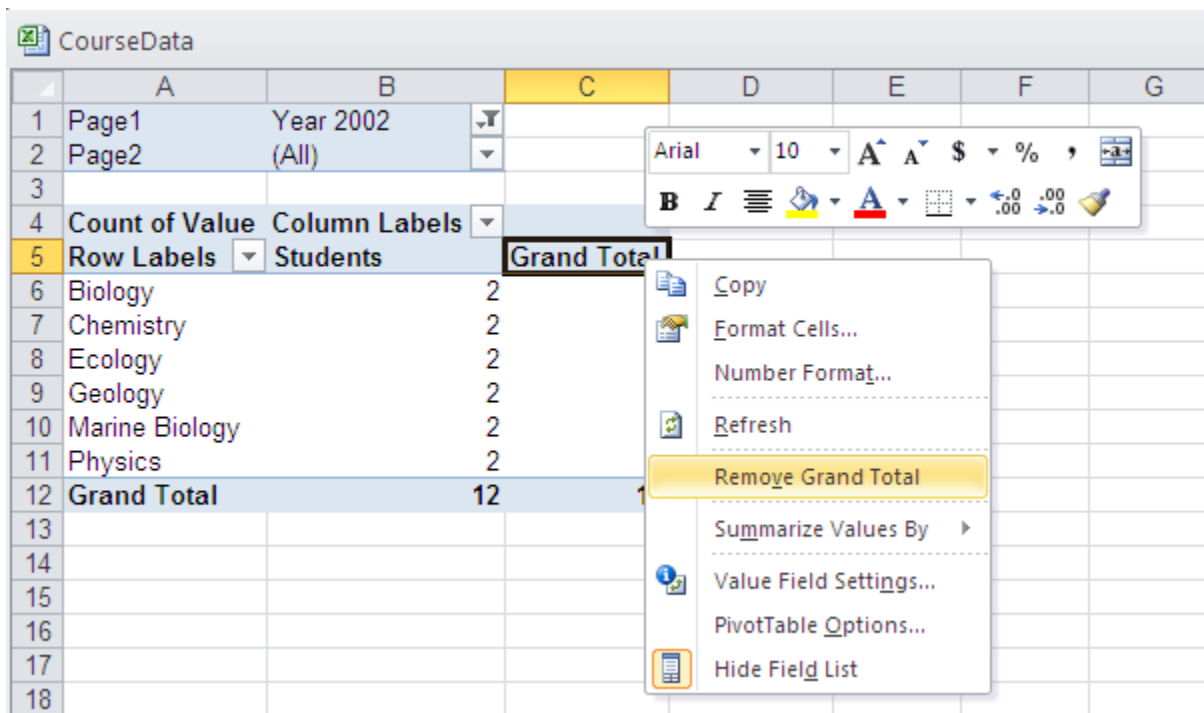 CourseData
A B C D E F G
1 Page1 Year 2002
2 Page2 (All)
Arial 10 A A $ % ,
3
B I A .0 .00 .00 .0
4 Count of Value Column Labels
5 Row Labels Students Grand Total
6 Biology 2
Copy
7 Chemistry 2
Format Cells...
8 Ecology 2
Number Format...
9 Geology 2
10 Marine Biology 2
Refresh
11 Physics 2
Remove Grand Total
12 Grand Total 12 1
13
Summarize Values By
14
Value Field Settings...
15
16
PivotTable Options...
17
Hide Field List
18